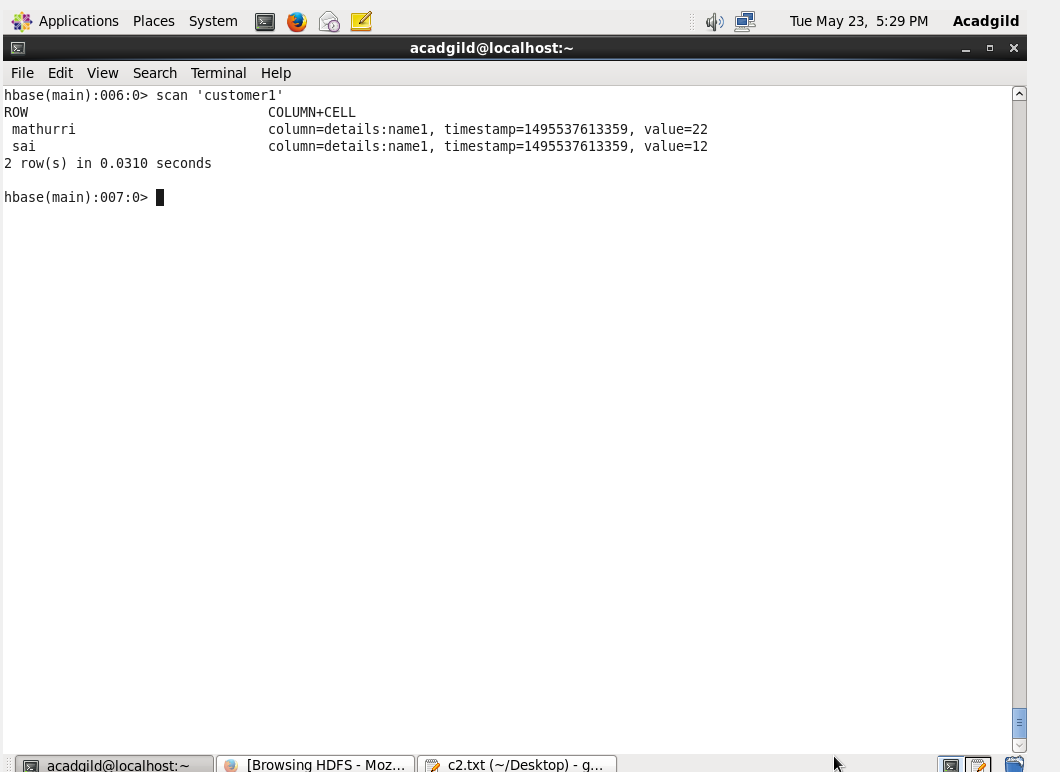 Applications Places System Tue May 23, 5:29 PM Acadgild
acadgild@localhost:~
File Edit View Search Terminal Help
hbase(main):006:0> scan 'customer1'
ROW COLUMN+CELL
mathurri column=details:name1, timestamp=1495537613359, value=22
sai column=details:name1, timestamp=1495537613359, value=12
2 row(s) in 0.0310 seconds
hbase(main):007:0>
acadgild@localhost:~ [Browsing HDFS - Moz... c2.txt (~/Desktop) - g...